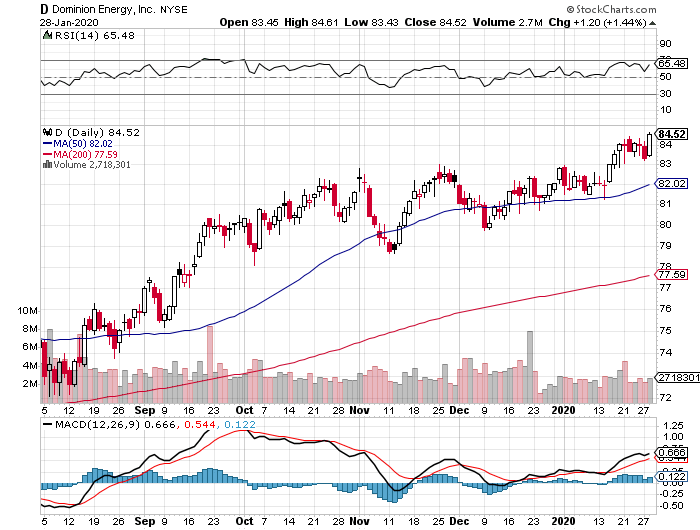 D Dominion Energy, Inc. NYSE © StockCharts.com
28-Jan-2020 Open 83.45 High 84.61 Low 83.43 Close 84.52 Volume 2.7M Chg +1.20 (+1.44%)
RSI(14) 65.48
90
70
65.48
50
30
10
D (Daily) 84.52
MA(50) 82.02
MA(200) 77.59
Volume 2,718,301
84.52
84
83
82.02
81
80
79
78
77.59
77
76
75
74
73
2718301
72
10M
8M
6M
4M
2M
5 12 19 26 Sep 9 16 23 Oct 7 14 21 28 Nov 11 18 25 Dec 9 16 23 2020 13 21 27
MACD(12,26,9) 0.666, 0.544, 0.122
1.25
1.00
0.75
0.666
0.544
0.25
0.122
0.00
-0.25
-0.50
5 12 19 26 Sep 9 16 23 Oct 7 14 21 28 Nov 11 18 25 Dec 9 16 23 2020 13 21 27